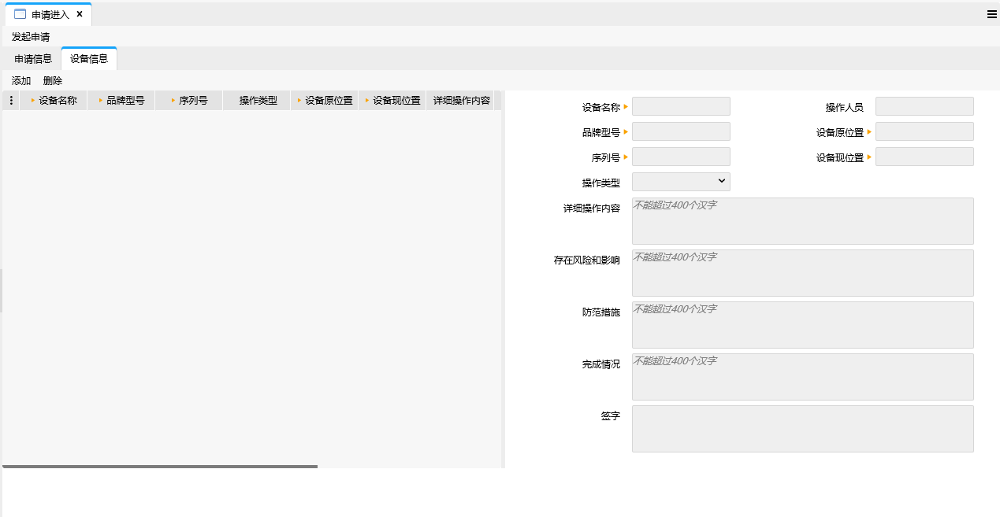 申请进入
发起申请
申请信息 设备信息
添加 删除
设备名称 品牌型号 序列号 操作类型 设备原位置 设备现位置 详细操作内容
设备名称 操作人员
品牌型号 设备原位置
序列号 设备现位置
操作类型
详细操作内容 不能超过400个汉字
存在风险和影响 不能超过400个汉字
防范措施 不能超过400个汉字
完成情况 不能超过400个汉字
签字